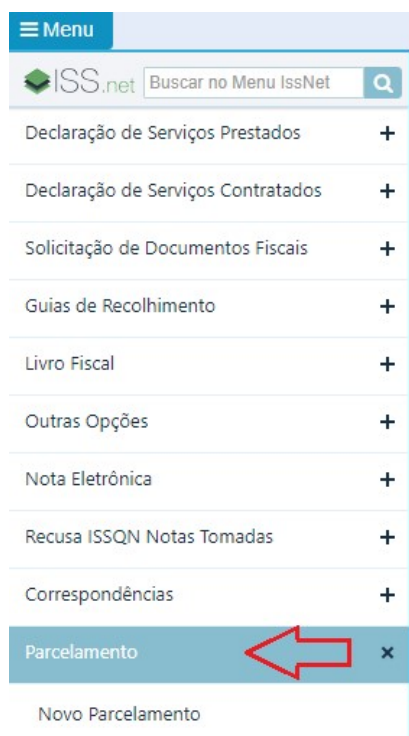 Menu
ISS.net Buscar no Menu IssNet
Declaração de Serviços Prestados +
Declaração de Serviços Contratados +
Solicitação de Documentos Fiscais +
Guias de Recolhimento +
Livro Fiscal +
Outras Opções +
Nota Eletrônica +
Recusa ISSQN Notas Tomadas +
Correspondências +
Parcelamento ×
Novo Parcelamento